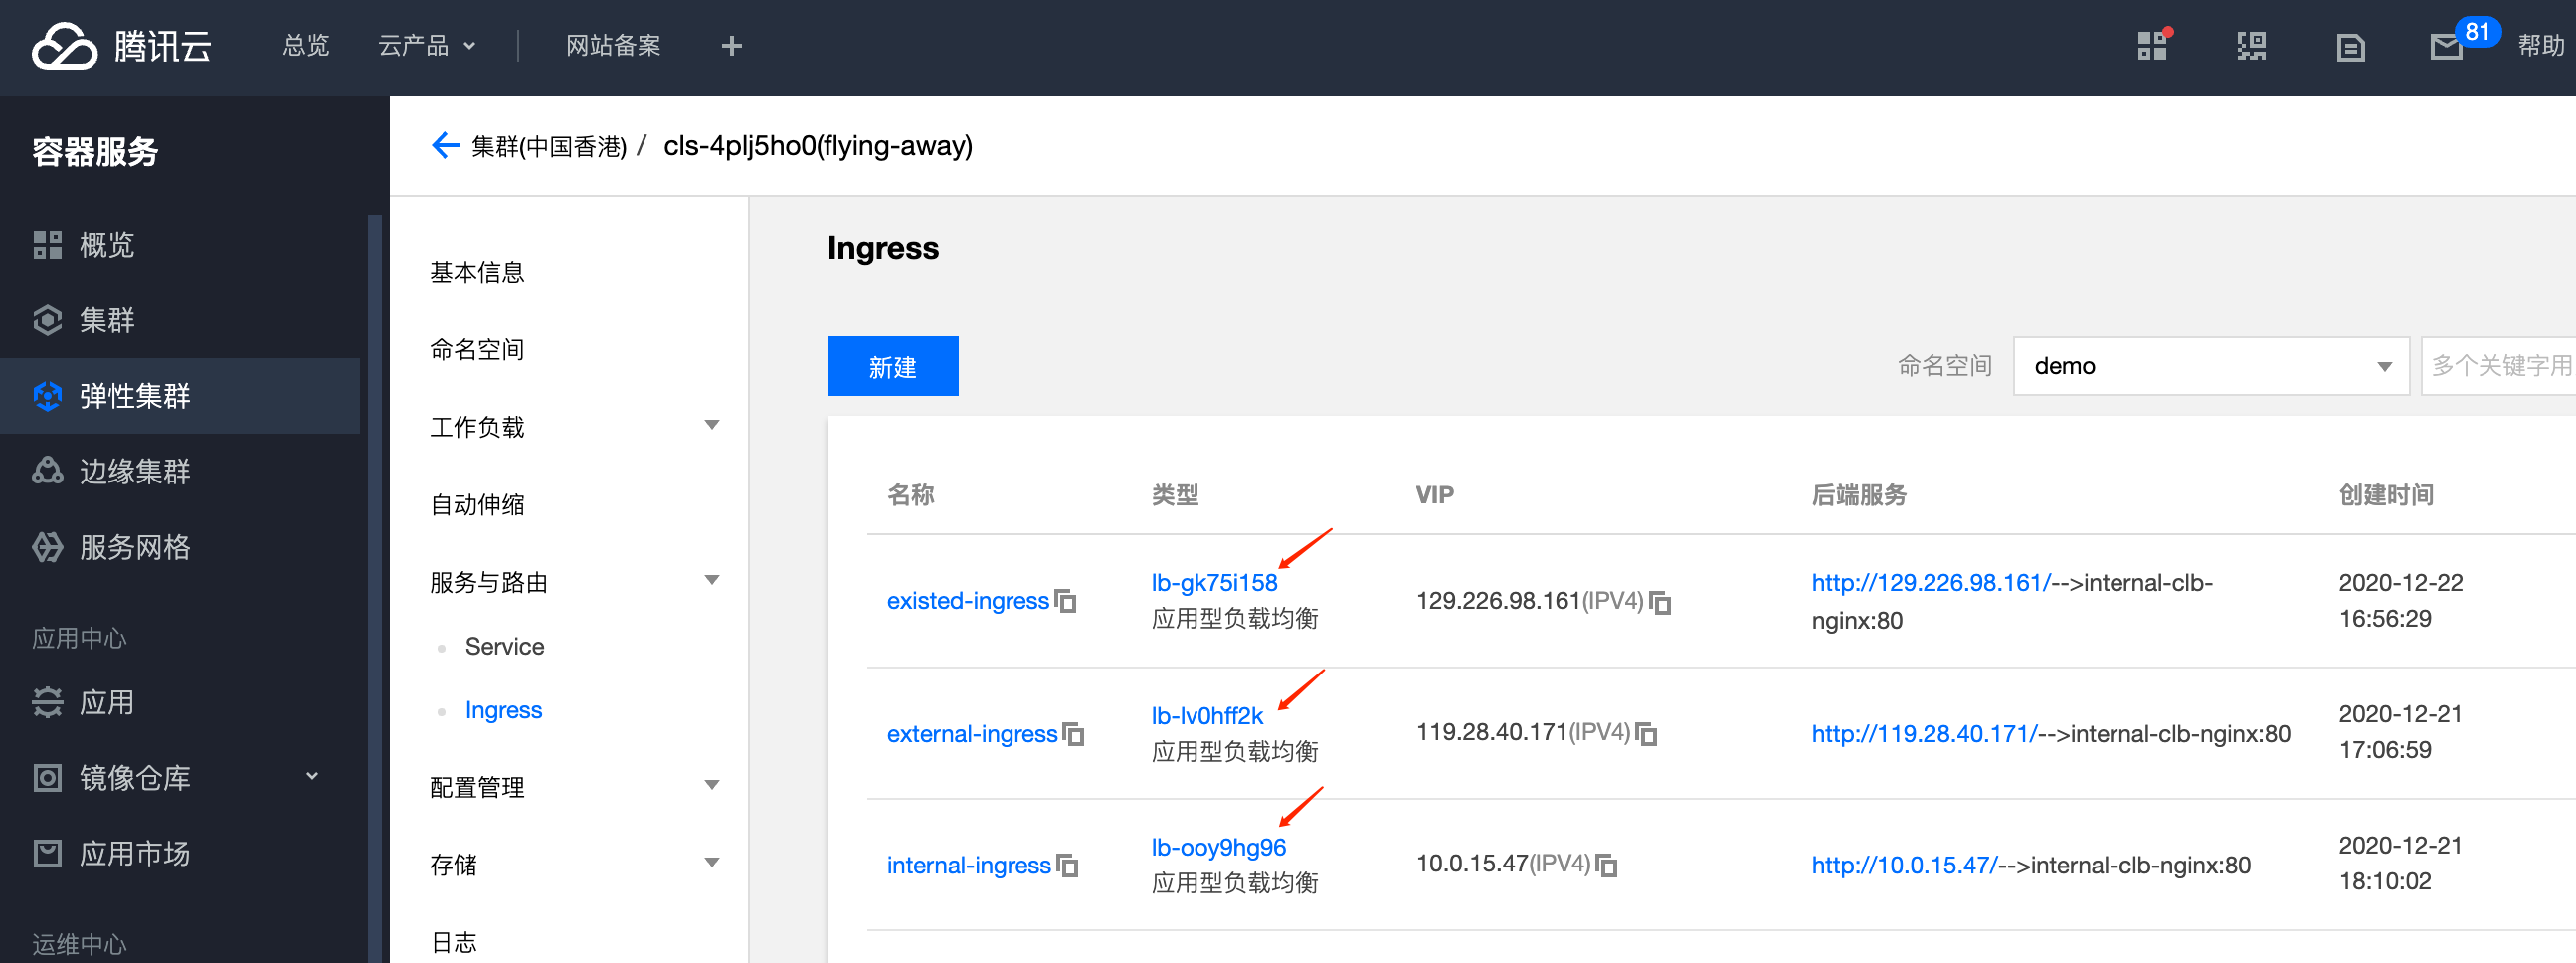 腾讯云 总览 云产品 网站备案 81 帮助
容器服务
概览
集群
弹性集群
边缘集群
服务网格
应用中心
应用
镜像仓库
应用市场
运维中心
集群(中国香港) / cls-4plj5ho0(flying-away)
基本信息
命名空间
工作负载
自动伸缩
服务与路由
Service
Ingress
配置管理
存储
日志
Ingress
新建 命名空间 demo 多个关键字用
名称 类型 VIP 后端服务 创建时间
existed-ingress
lb-gk75i158
应用型负载均衡
129.226.98.161(IPV4)
http://129.226.98.161/-->internal-clb-
nginx:80
2020-12-22
16:56:29
external-ingress
lb-lv0hff2k
应用型负载均衡
119.28.40.171(IPV4)
http://119.28.40.171/-->internal-clb-nginx:80
2020-12-21
17:06:59
internal-ingress
lb-ooy9hg96
应用型负载均衡
10.0.15.47(IPV4)
http://10.0.15.47/-->internal-clb-nginx:80
2020-12-21
18:10:02